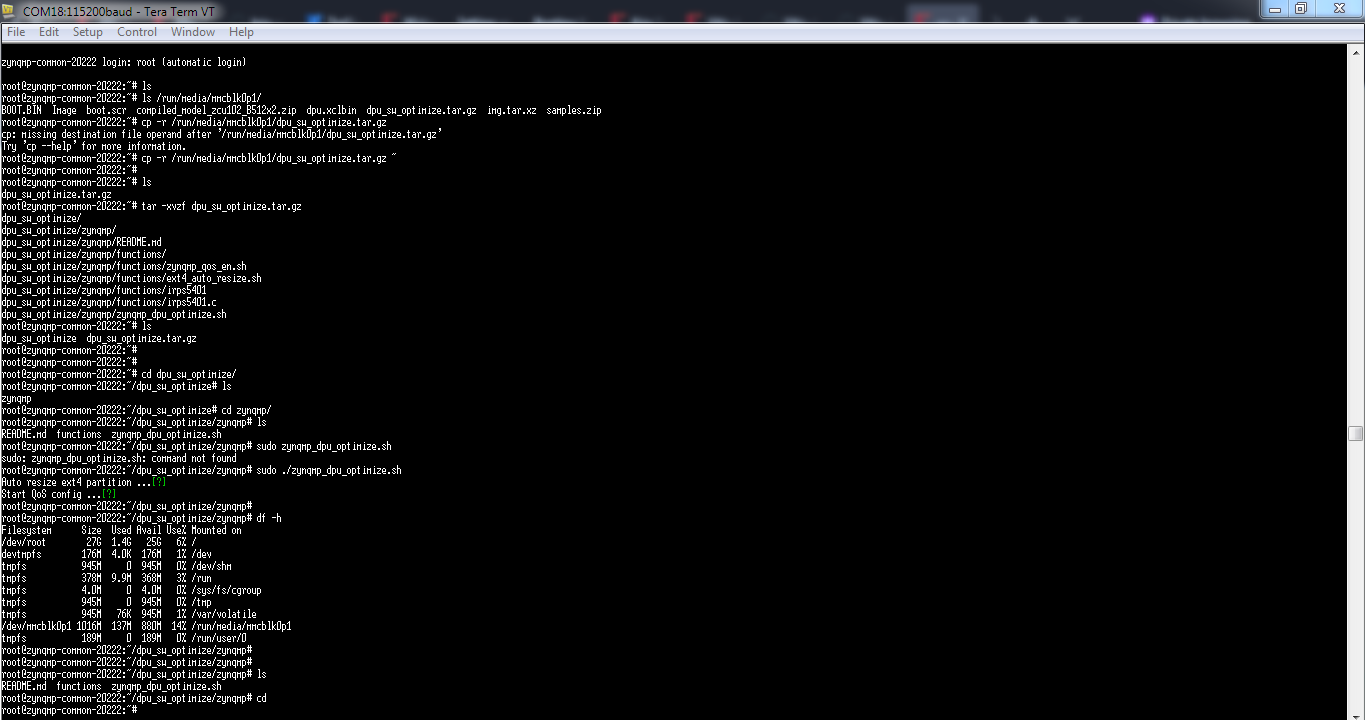 COM18:115200baud - Tera Term VT
File Edit Setup Control Window Help
zynqmp-common-20222 login: root (automatic login)
root@zynqmp-common-20222:~# ls
root@zynqmp-common-20222:~# ls /run/media/mmcblk0p1/
BOOT.BIN  Image  boot.scr  compiled_model_zcu102_B512x2.zip  dpu.xclbin  dpu_sw_optimize.tar.gz  img.tar.xz  samples.zip
root@zynqmp-common-20222:~# cp -r /run/media/mmcblk0p1/dpu_sw_optimize.tar.gz
cp: missing destination file operand after '/run/media/mmcblk0p1/dpu_sw_optimize.tar.gz'
Try 'cp --help' for more information.
root@zynqmp-common-20222:~# cp -r /run/media/mmcblk0p1/dpu_sw_optimize.tar.gz ~
root@zynqmp-common-20222:~#
root@zynqmp-common-20222:~# ls
dpu_sw_optimize.tar.gz
root@zynqmp-common-20222:~# tar -xvzf dpu_sw_optimize.tar.gz
dpu_sw_optimize/
dpu_sw_optimize/zynqmp/
dpu_sw_optimize/zynqmp/README.md
dpu_sw_optimize/zynqmp/functions/
dpu_sw_optimize/zynqmp/functions/zynqmp_qos_en.sh
dpu_sw_optimize/zynqmp/functions/ext4_auto_resize.sh
dpu_sw_optimize/zynqmp/functions/irps5401
dpu_sw_optimize/zynqmp/functions/irps5401.c
dpu_sw_optimize/zynqmp/zynqmp_dpu_optimize.sh
root@zynqmp-common-20222:~# ls
dpu_sw_optimize  dpu_sw_optimize.tar.gz
root@zynqmp-common-20222:~#
root@zynqmp-common-20222:~#
root@zynqmp-common-20222:~# cd dpu_sw_optimize/
root@zynqmp-common-20222:~/dpu_sw_optimize# ls
zynqmp
root@zynqmp-common-20222:~/dpu_sw_optimize# cd zynqmp/
root@zynqmp-common-20222:~/dpu_sw_optimize/zynqmp# ls
README.md  functions  zynqmp_dpu_optimize.sh
root@zynqmp-common-20222:~/dpu_sw_optimize/zynqmp# sudo zynqmp_dpu_optimize.sh
sudo: zynqmp_dpu_optimize.sh: command not found
root@zynqmp-common-20222:~/dpu_sw_optimize/zynqmp# sudo ./zynqmp_dpu_optimize.sh
Auto resize ext4 partition ...[?]
Start QoS config ...[?]
root@zynqmp-common-20222:~/dpu_sw_optimize/zynqmp#
root@zynqmp-common-20222:~/dpu_sw_optimize/zynqmp# df -h
Filesystem      Size  Used Avail Use% Mounted on
/dev/root        27G  1.4G   25G   6% /
devtmpfs        176M  4.0K  176M   1% /dev
tmpfs           945M     0  945M   0% /dev/shm
tmpfs           378M  9.9M  368M   3% /run
tmpfs           4.0M     0  4.0M   0% /sys/fs/cgroup
tmpfs           945M     0  945M   0% /tmp
tmpfs           945M   76K  945M   1% /var/volatile
/dev/mmcblk0p1 1016M  137M  880M  14% /run/media/mmcblk0p1
tmpfs           189M     0  189M   0% /run/user/0
root@zynqmp-common-20222:~/dpu_sw_optimize/zynqmp#
root@zynqmp-common-20222:~/dpu_sw_optimize/zynqmp#
root@zynqmp-common-20222:~/dpu_sw_optimize/zynqmp# ls
README.md  functions  zynqmp_dpu_optimize.sh
root@zynqmp-common-20222:~/dpu_sw_optimize/zynqmp# cd
root@zynqmp-common-20222:~#